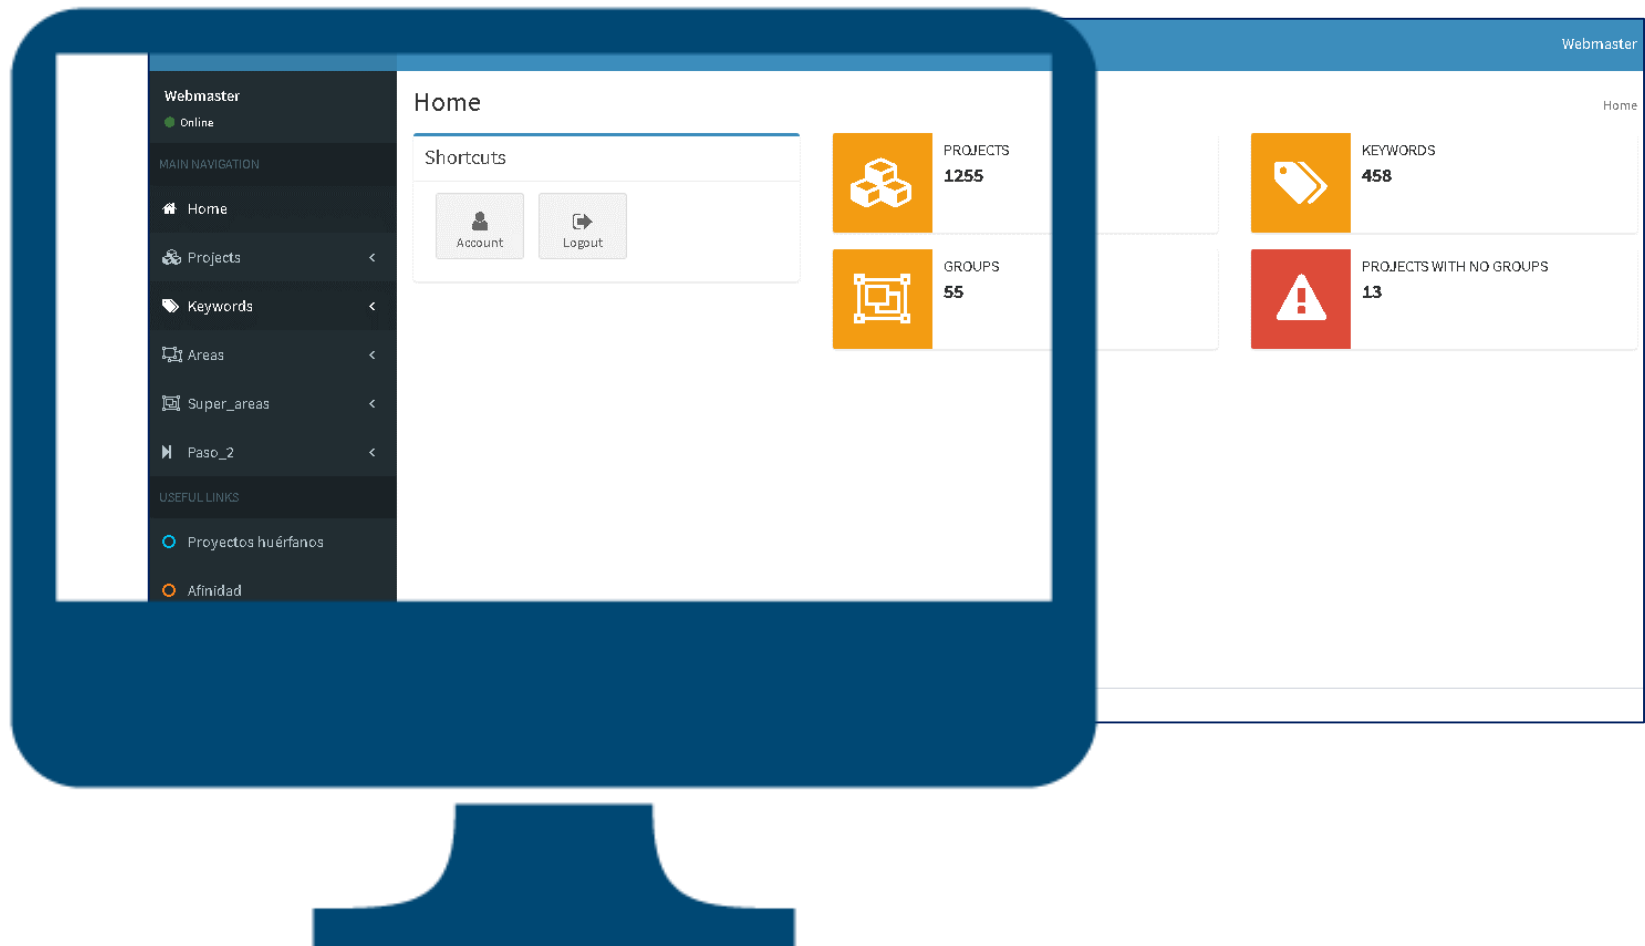 Webmaster
Webmaster
Online
MAIN NAVIGATION
Home
Projects
Keywords
Areas
Super_areas
Paso_2
USEFUL LINKS
Proyectos huérfanos
Afinidad
Home
Home
Shortcuts
Account
Logout
PROJECTS
1255
KEYWORDS
458
GROUPS
55
PROJECTS WITH NO GROUPS
13